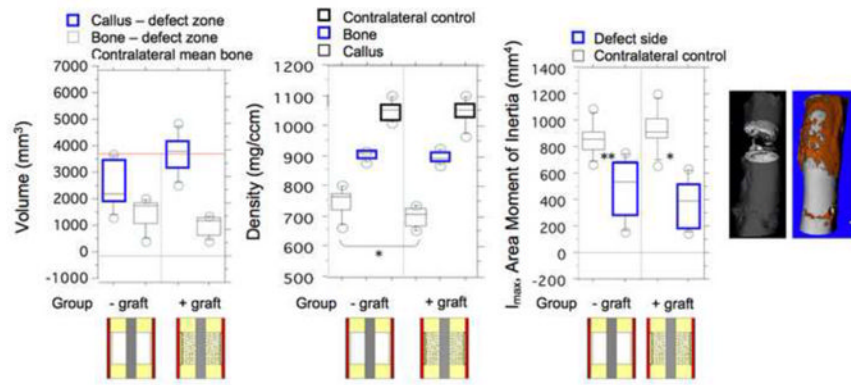 Callus – defect zone
Bone – defect zone
Contralateral mean bone
Volume (mm³)
7000
6000
5000
4000
3000
2000
1000
0
-1000
Group - graft + graft
Contralateral control
Bone
Callus
Density (mg/ccm)
1200
1100
1000
900
800
700
600
500
*
Group - graft + graft
Defect side
Contralateral control
Imax, Area Moment of Inertia (mm⁴)
1400
1200
1000
800
600
400
200
0
-200
**
*
Group - graft + graft